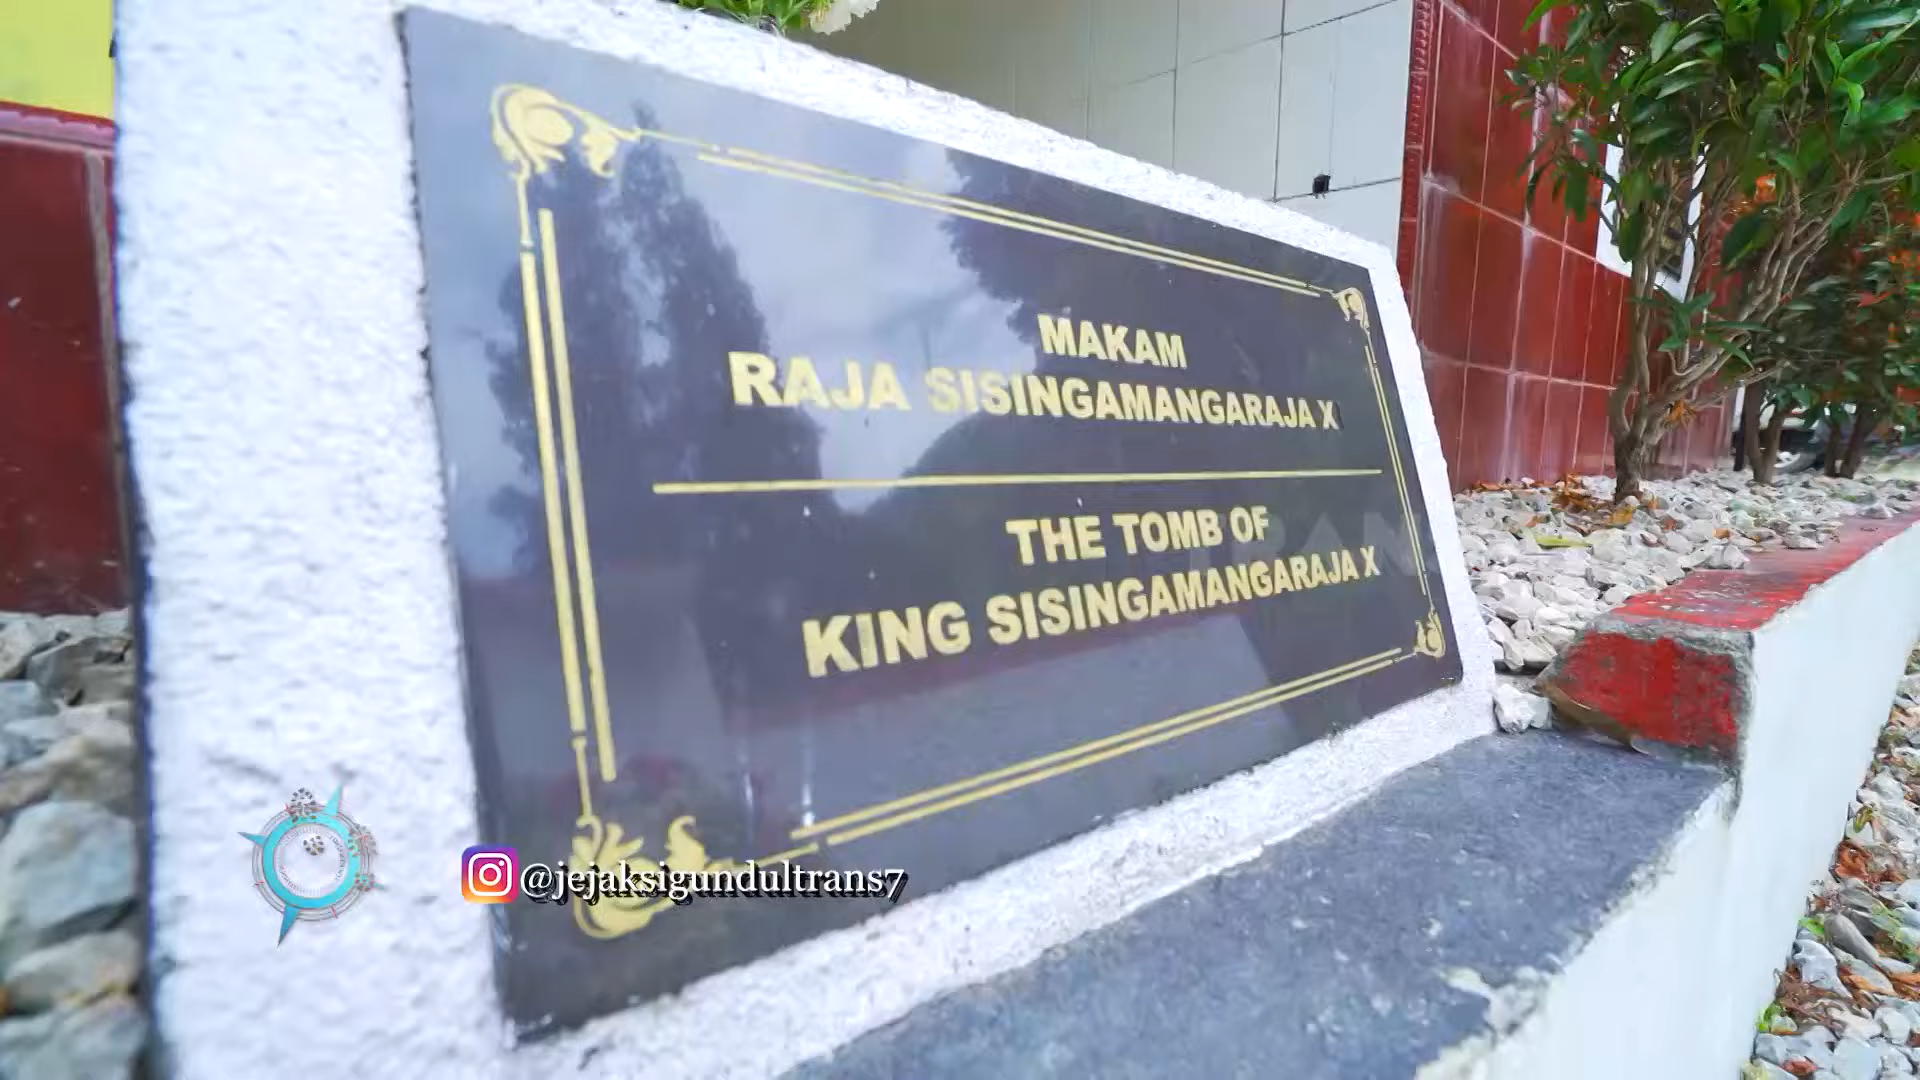 MAKAM
RAJA SISINGAMANGARAJA X
THE TOMB OF
KING SISINGAMANGARAJA X
@jejaksigundultrans7